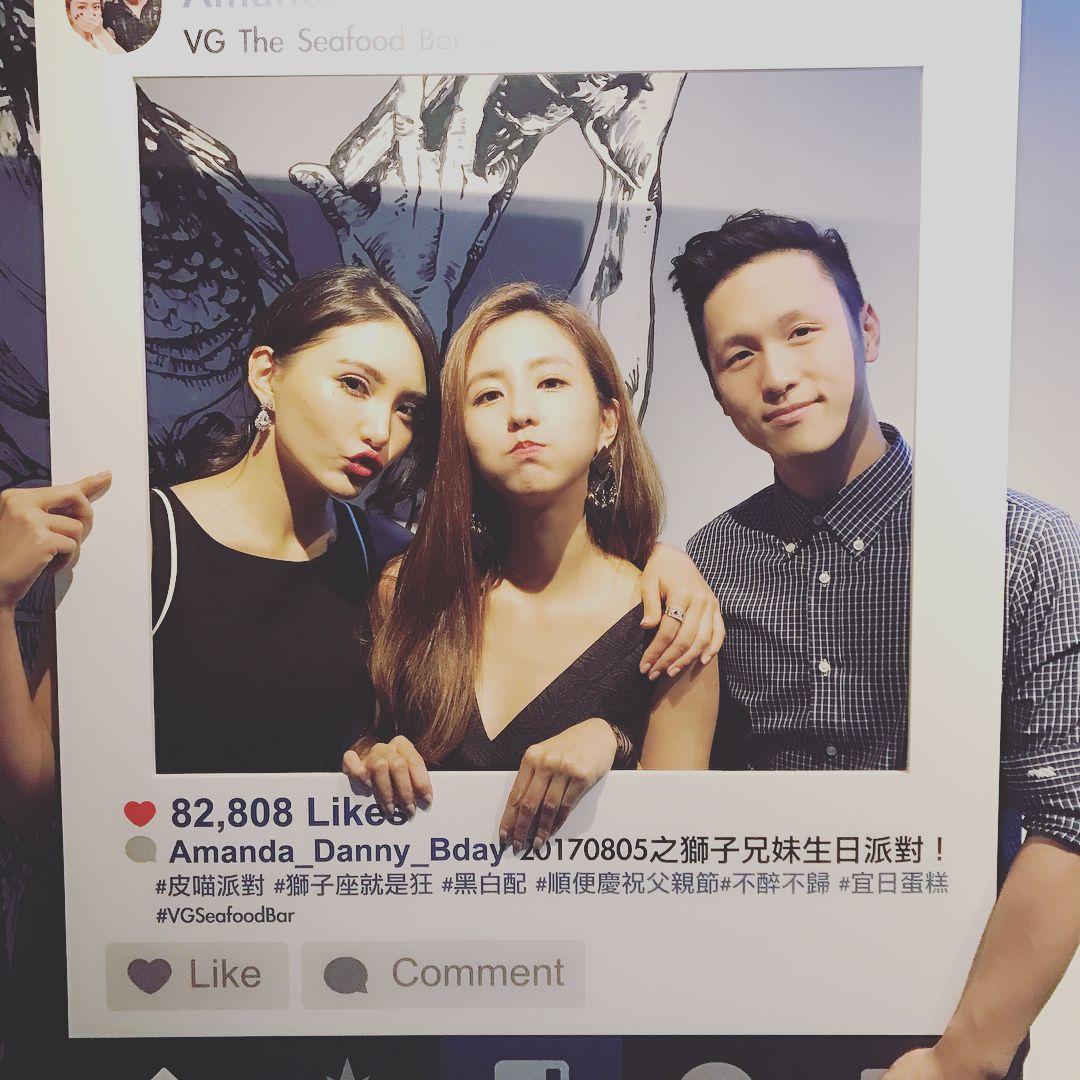 Amanda
VG The Seafood Bar
82,808 Likes
Amanda_Danny_Bday 20170805之獅子兄妹生日派對！
#皮喵派對 #獅子座就是狂 #黑白配 #順便慶祝父親節#不醉不歸 #宜日蛋糕
#VGSeafoodBar
Like Comment